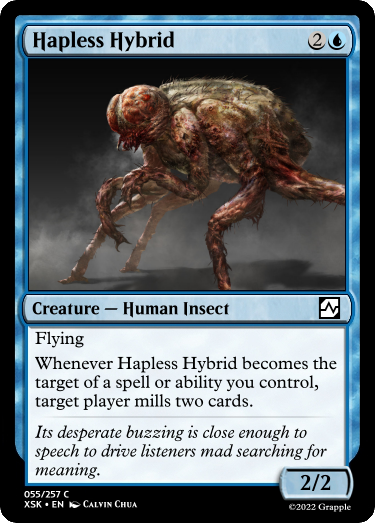 Hapless Hybrid 2
Creature — Human Insect
Flying
Whenever Hapless Hybrid becomes the
target of a spell or ability you control,
target player mills two cards.
Its desperate buzzing is close enough to
speech to drive listeners mad searching for
meaning.
2/2
055/257 C
XSK • EN Calvin Chua
©2022 Grapple